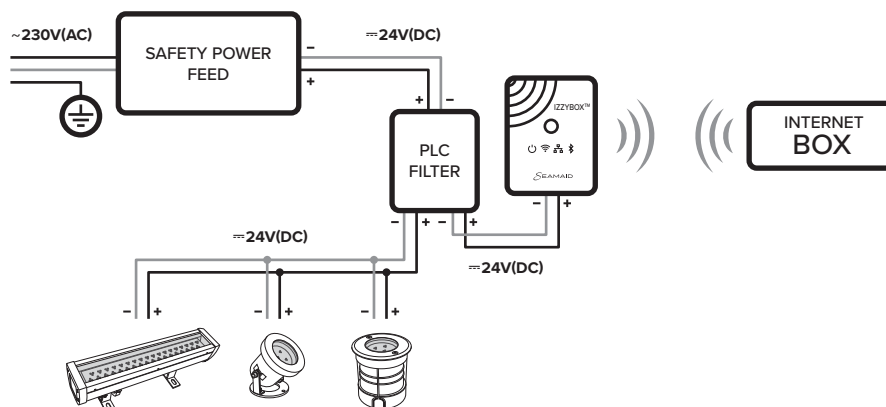 ~230V(AC)
SAFETY POWER
FEED
-
+
⎓24V(DC)
+ -
PLC
FILTER
- + - +
IZZYBOX™
SEAMAID
- +
⎓24V(DC)
INTERNET
BOX
⎓24V(DC)
- +
- +
- +